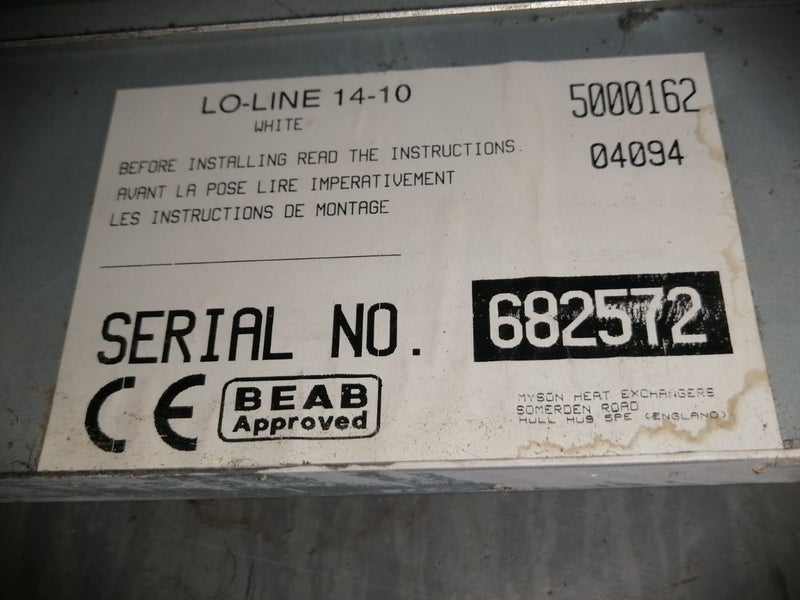 LO-LINE 14-10
WHITE
5000162
04094
BEFORE INSTALLING READ THE INSTRUCTIONS.
AVANT LA POSE LIRE IMPERATIVEMENT
LES INSTRUCTIONS DE MONTAGE
SERIAL NO. 682572
CE
BEAB
Approved
MYSON HEAT EXCHANGERS
SOMERDEN ROAD
HULL HU9 5PE (ENGLAND)